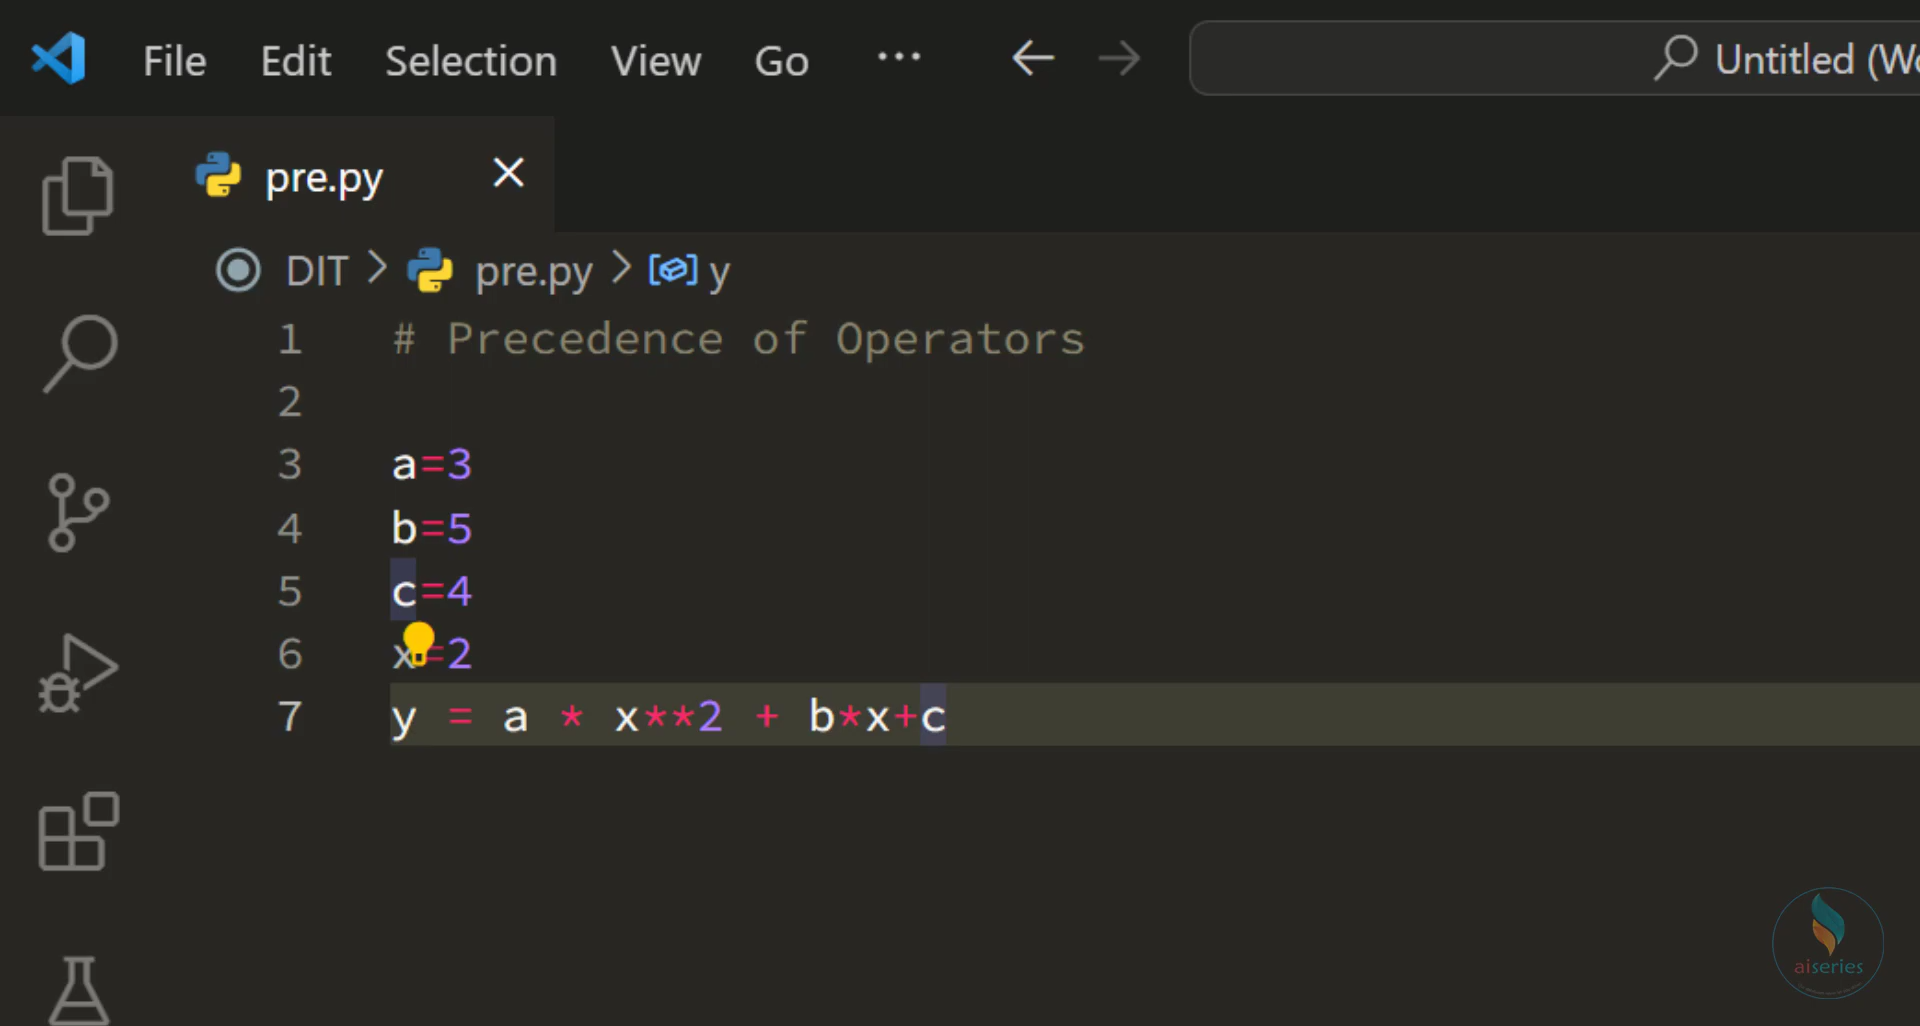 File Edit Selection View Go ··· Untitled (Wo
pre.py
DIT > pre.py > y
1 # Precedence of Operators
2
3 a=3
4 b=5
5 c=4
6 x=2
7 y = a * x**2 + b*x+c
aiseries